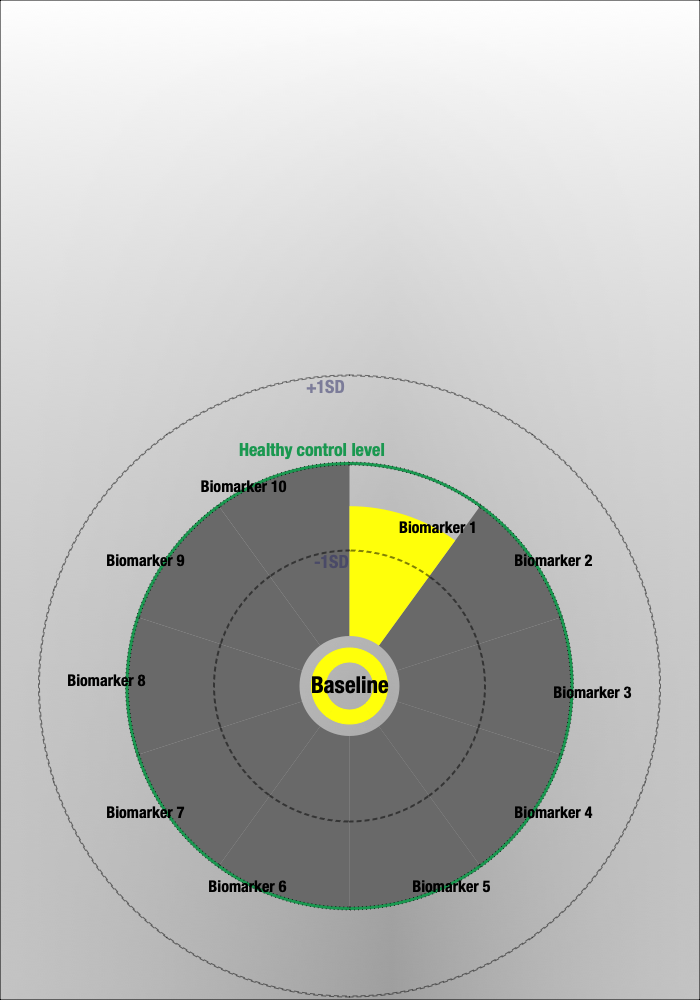 +1SD
Healthy control level
Biomarker 10
Biomarker 1
Biomarker 9
-1SD
Biomarker 2
Biomarker 8
Baseline
Biomarker 3
Biomarker 7
Biomarker 4
Biomarker 6
Biomarker 5